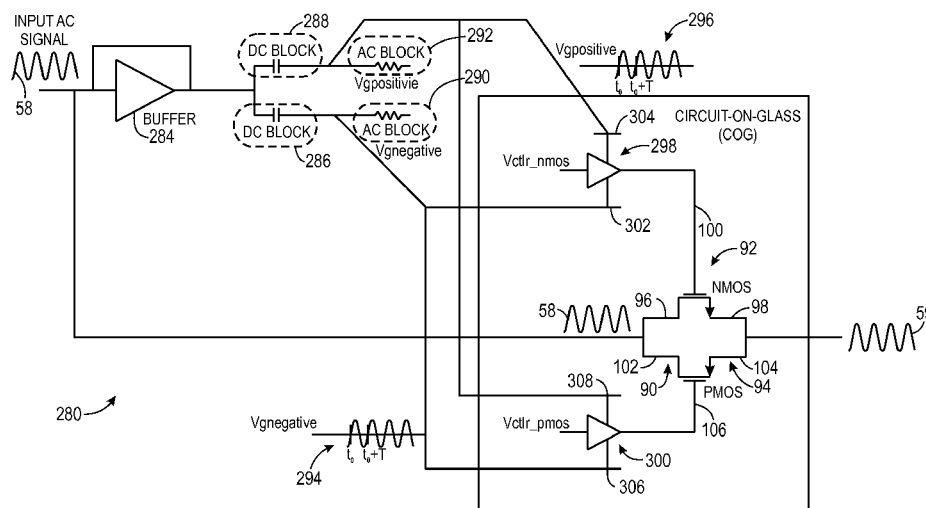 INPUT AC
SIGNAL
58
BUFFER
284
288
DC BLOCK
292
AC BLOCK
Vgpositivie
290
DC BLOCK
286
AC BLOCK
Vgnegative
296
Vgpositive
t₀ t₀+T
CIRCUIT-ON-GLASS
(COG)
304
298
Vctlr_nmos
302
100
92
NMOS
96
98
58
59
102
104
90
94
PMOS
308
106
Vctlr_pmos
300
306
280
Vgnegative
t₀ t₀+T
294